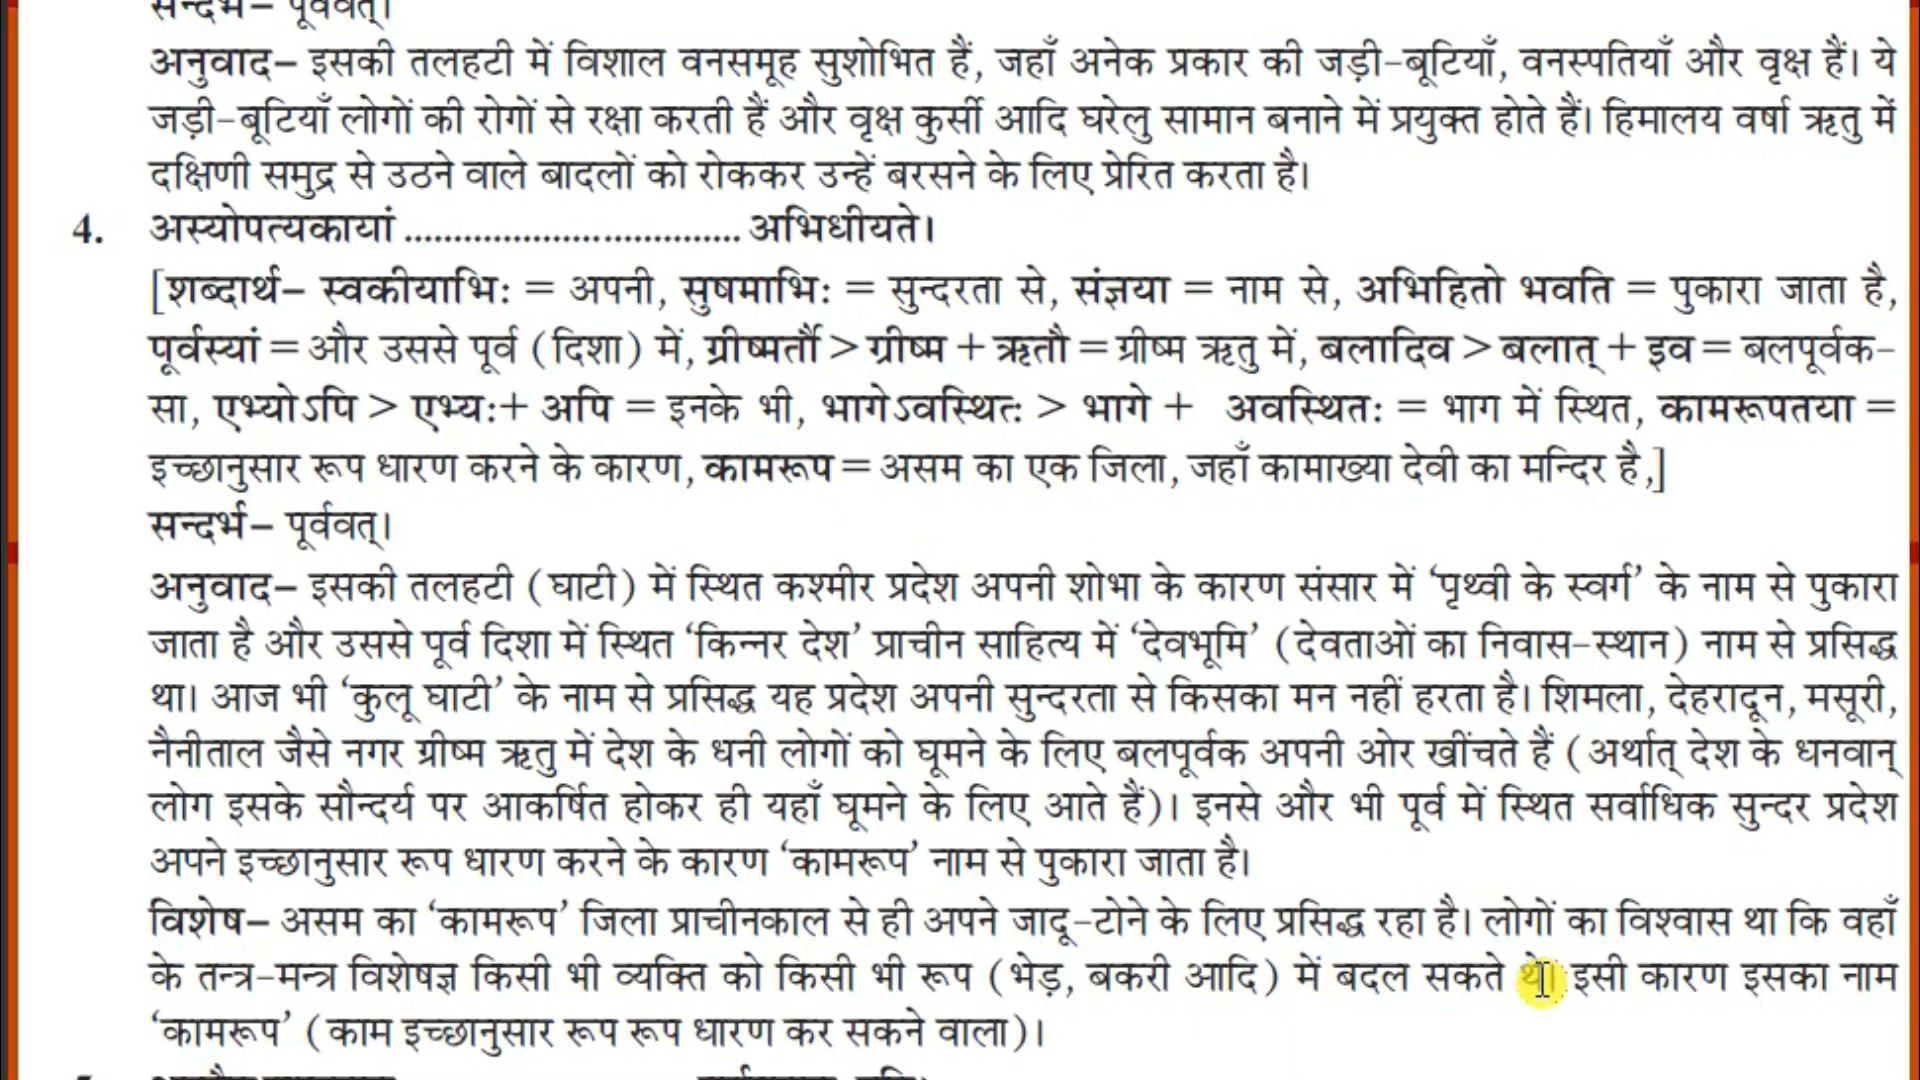 सन्दर्भ– पूर्ववत्।
अनुवाद– इसकी तलहटी में विशाल वनसमूह सुशोभित हैं, जहाँ अनेक प्रकार की जड़ी-बूटियाँ, वनस्पतियाँ और वृक्ष हैं। ये
जड़ी-बूटियाँ लोगों की रोगों से रक्षा करती हैं और वृक्ष कुर्सी आदि घरेलु सामान बनाने में प्रयुक्त होते हैं। हिमालय वर्षा ऋतु में
दक्षिणी समुद्र से उठने वाले बादलों को रोककर उन्हें बरसने के लिए प्रेरित करता है।
4. अस्योपत्यकायां .................................. अभिधीयते।
[शब्दार्थ– स्वकीयाभिः = अपनी, सुषमाभिः = सुन्दरता से, संज्ञया = नाम से, अभिहितो भवति = पुकारा जाता है,
पूर्वस्यां = और उससे पूर्व (दिशा) में, ग्रीष्मर्तौ > ग्रीष्म + ऋतौ = ग्रीष्म ऋतु में, बलादिव > बलात् + इव = बलपूर्वक-
सा, एभ्योऽपि > एभ्यः+ अपि = इनके भी, भागेऽवस्थितः > भागे + अवस्थितः = भाग में स्थित, कामरूपतया =
इच्छानुसार रूप धारण करने के कारण, कामरूप = असम का एक जिला, जहाँ कामाख्या देवी का मन्दिर है,]
सन्दर्भ– पूर्ववत्।
अनुवाद– इसकी तलहटी (घाटी) में स्थित कश्मीर प्रदेश अपनी शोभा के कारण संसार में ‘पृथ्वी के स्वर्ग’ के नाम से पुकारा
जाता है और उससे पूर्व दिशा में स्थित ‘किन्नर देश’ प्राचीन साहित्य में ‘देवभूमि’ (देवताओं का निवास-स्थान) नाम से प्रसिद्ध
था। आज भी ‘कुलू घाटी’ के नाम से प्रसिद्ध यह प्रदेश अपनी सुन्दरता से किसका मन नहीं हरता है। शिमला, देहरादून, मसूरी,
नैनीताल जैसे नगर ग्रीष्म ऋतु में देश के धनी लोगों को घूमने के लिए बलपूर्वक अपनी ओर खींचते हैं (अर्थात् देश के धनवान्
लोग इसके सौन्दर्य पर आकर्षित होकर ही यहाँ घूमने के लिए आते हैं)। इनसे और भी पूर्व में स्थित सर्वाधिक सुन्दर प्रदेश
अपने इच्छानुसार रूप धारण करने के कारण ‘कामरूप’ नाम से पुकारा जाता है।
विशेष– असम का ‘कामरूप’ जिला प्राचीनकाल से ही अपने जादू-टोने के लिए प्रसिद्ध रहा है। लोगों का विश्वास था कि वहाँ
के तन्त्र-मन्त्र विशेषज्ञ किसी भी व्यक्ति को किसी भी रूप (भेड़, बकरी आदि) में बदल सकते थे। इसी कारण इसका नाम
‘कामरूप’ (काम इच्छानुसार रूप रूप धारण कर सकने वाला)।